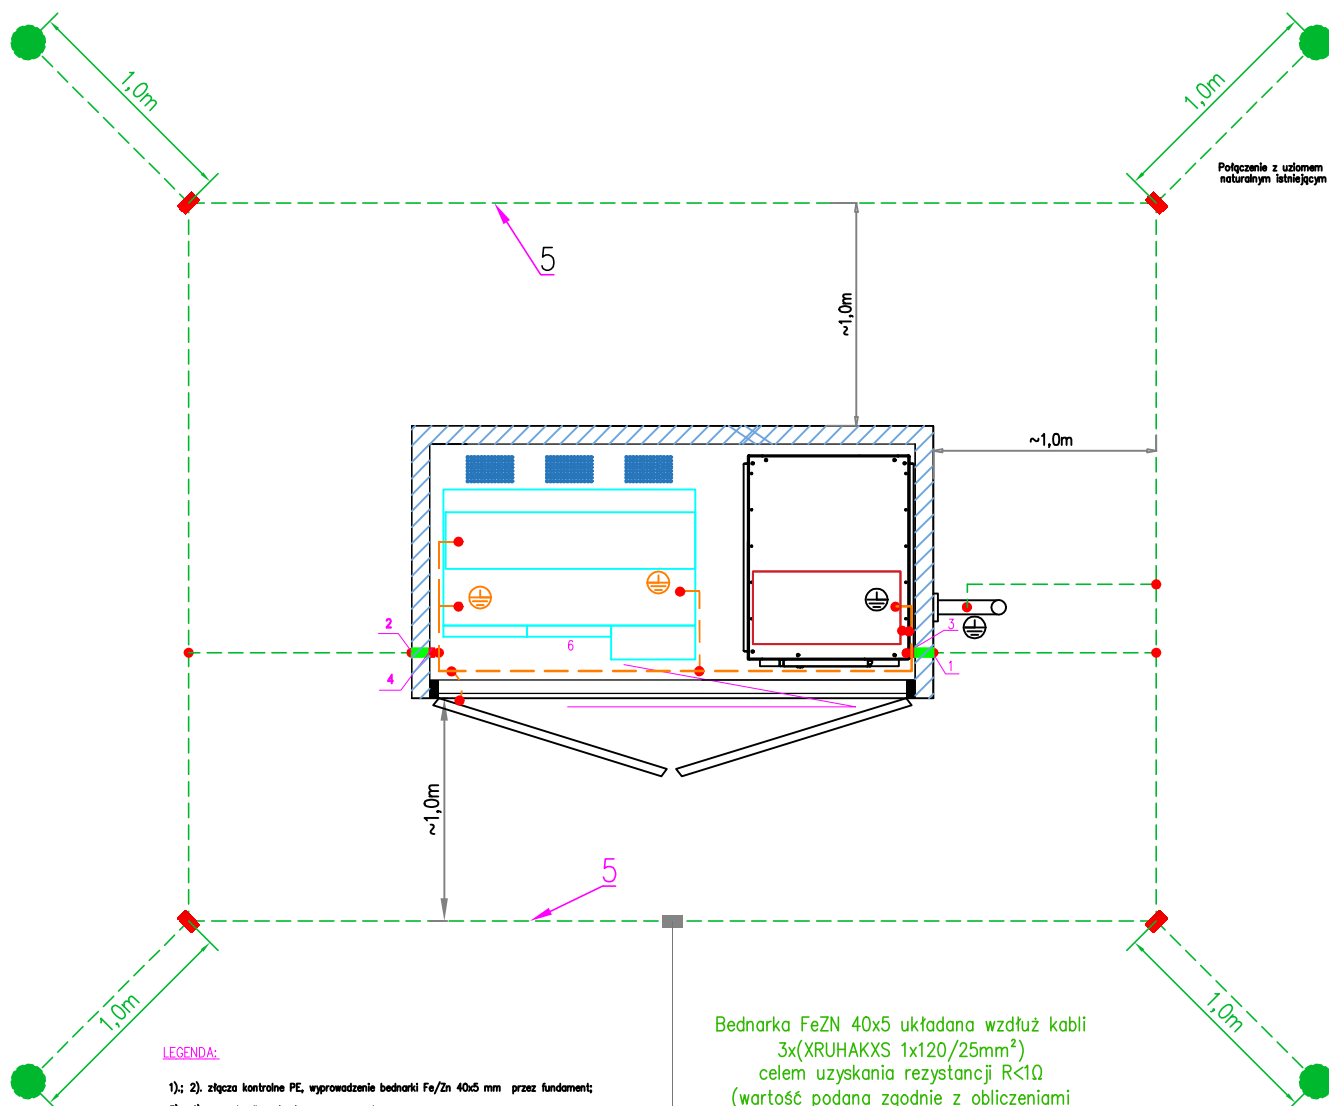 1,0m
1,0m
Połączenie z uziomem
naturalnym istniejącym
5
~1,0m
~1,0m
2
6
3
4
1
~1,0m
5
1,0m
1,0m
Bednarka FeZN 40x5 układana wzdłuż kabli
3x(XRUHAKXS 1x120/25mm²)
celem uzyskania rezystancji R<1Ω
(wartość podana zgodnie z obliczeniami
LEGENDA:
1).; 2). złącza kontrolne PE, wyprowadzenie bednarki Fe/Zn 40x5 mm przez fundament;